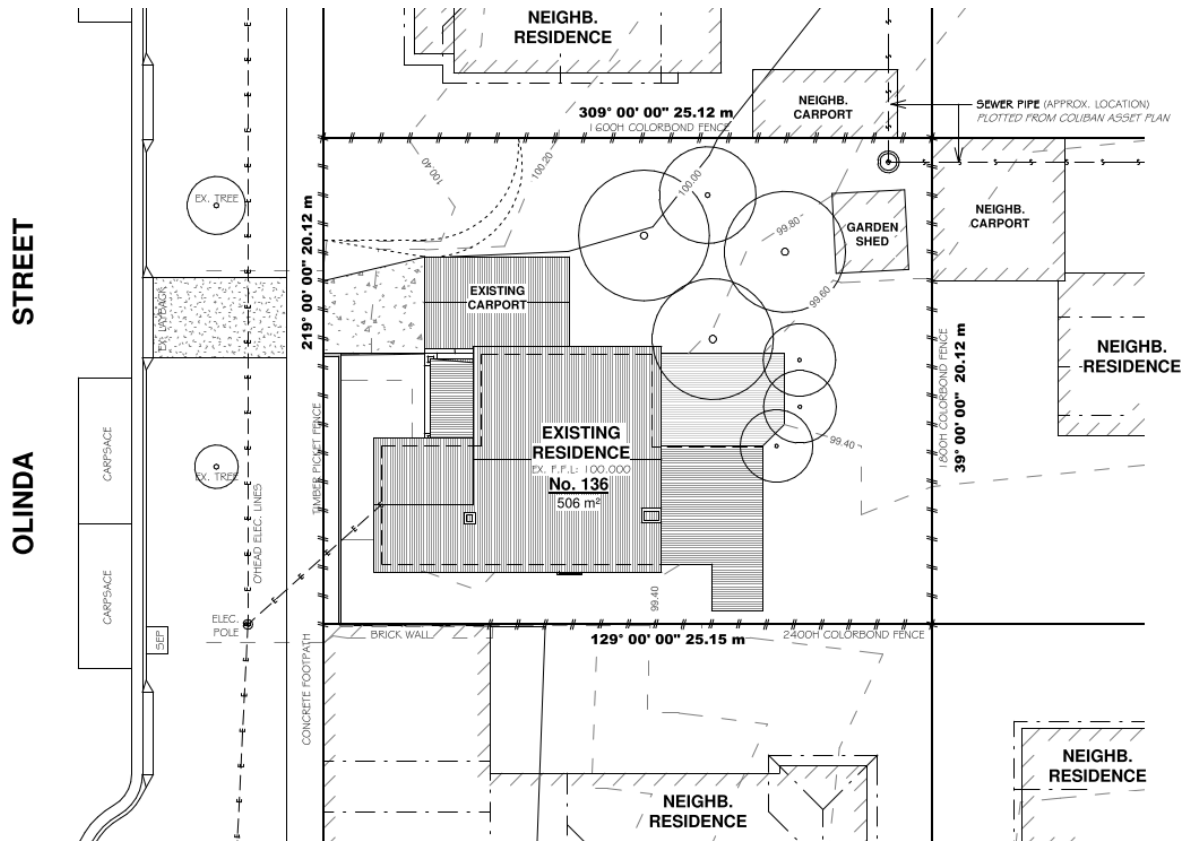 NEIGHB.
RESIDENCE
309° 00' 00" 25.12 m
1600H COLORBOND FENCE
NEIGHB.
CARPORT
SEWER PIPE (APPROX. LOCATION)
PLOTTED FROM COLIBAN ASSET PLAN
EX. TREE
100.40
100.20
100.00
99.80
99.60
GARDEN
SHED
NEIGHB.
CARPORT
219° 00' 00" 20.12 m
STREET
EX. LAYBACK
EXISTING
CARPORT
NEIGHB.
RESIDENCE
1800H COLORBOND FENCE
39° 00' 00" 20.12 m
CARPSACE
TIMBER PICKET FENCE
EXISTING
RESIDENCE
EX. F.F.L: 100.000
No. 136
506 m²
99.40
OLINDA
EX. TREE
O'HEAD ELEC. LINES
CARPSACE
99.40
ELEC.
POLE
SEP
BRICK WALL
129° 00' 00" 25.15 m
2400H COLORBOND FENCE
CONCRETE FOOTPATH
NEIGHB.
RESIDENCE
NEIGHB.
RESIDENCE